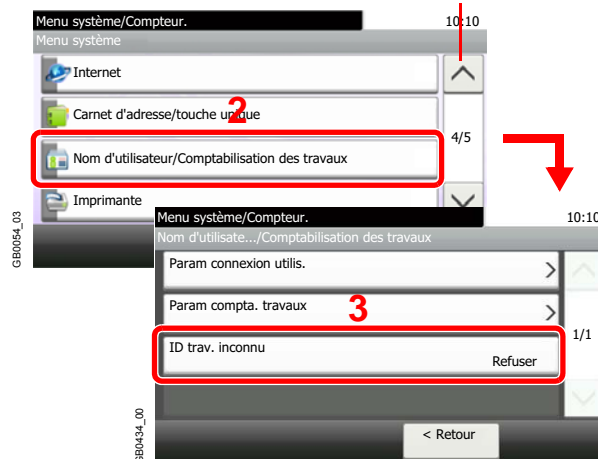 Menu système/Compteur. 10:10
Menu système
Internet
Carnet d'adresse/touche unique
2
4/5
Nom d'utilisateur/Comptabilisation des travaux
Imprimante
GB0054_03
Menu système/Compteur. 10:10
Nom d'utilisate.../Comptabilisation des travaux
Param connexion utilis.
Param compta. travaux
3
1/1
ID trav. inconnu
Refuser
GB0434_00
< Retour